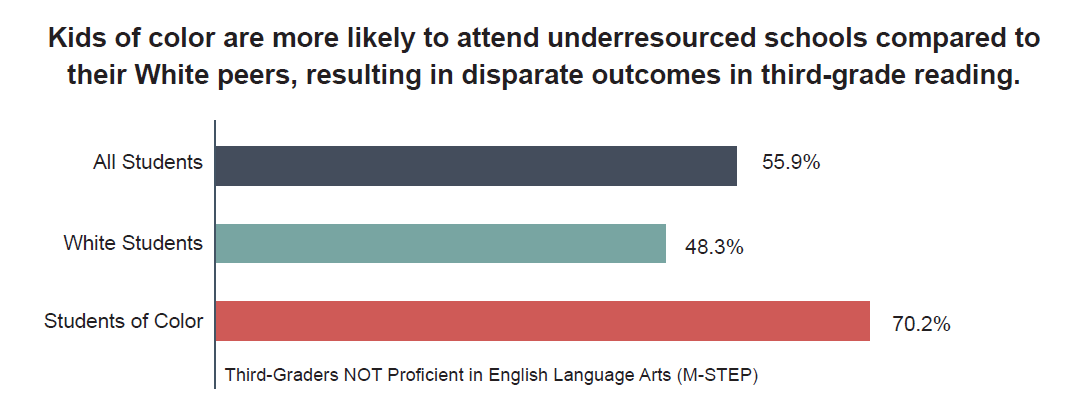 Kids of color are more likely to attend underresourced schools compared to
their White peers, resulting in disparate outcomes in third-grade reading.
All Students
55.9%
White Students
48.3%
Students of Color
70.2%
Third-Graders NOT Proficient in English Language Arts (M-STEP)